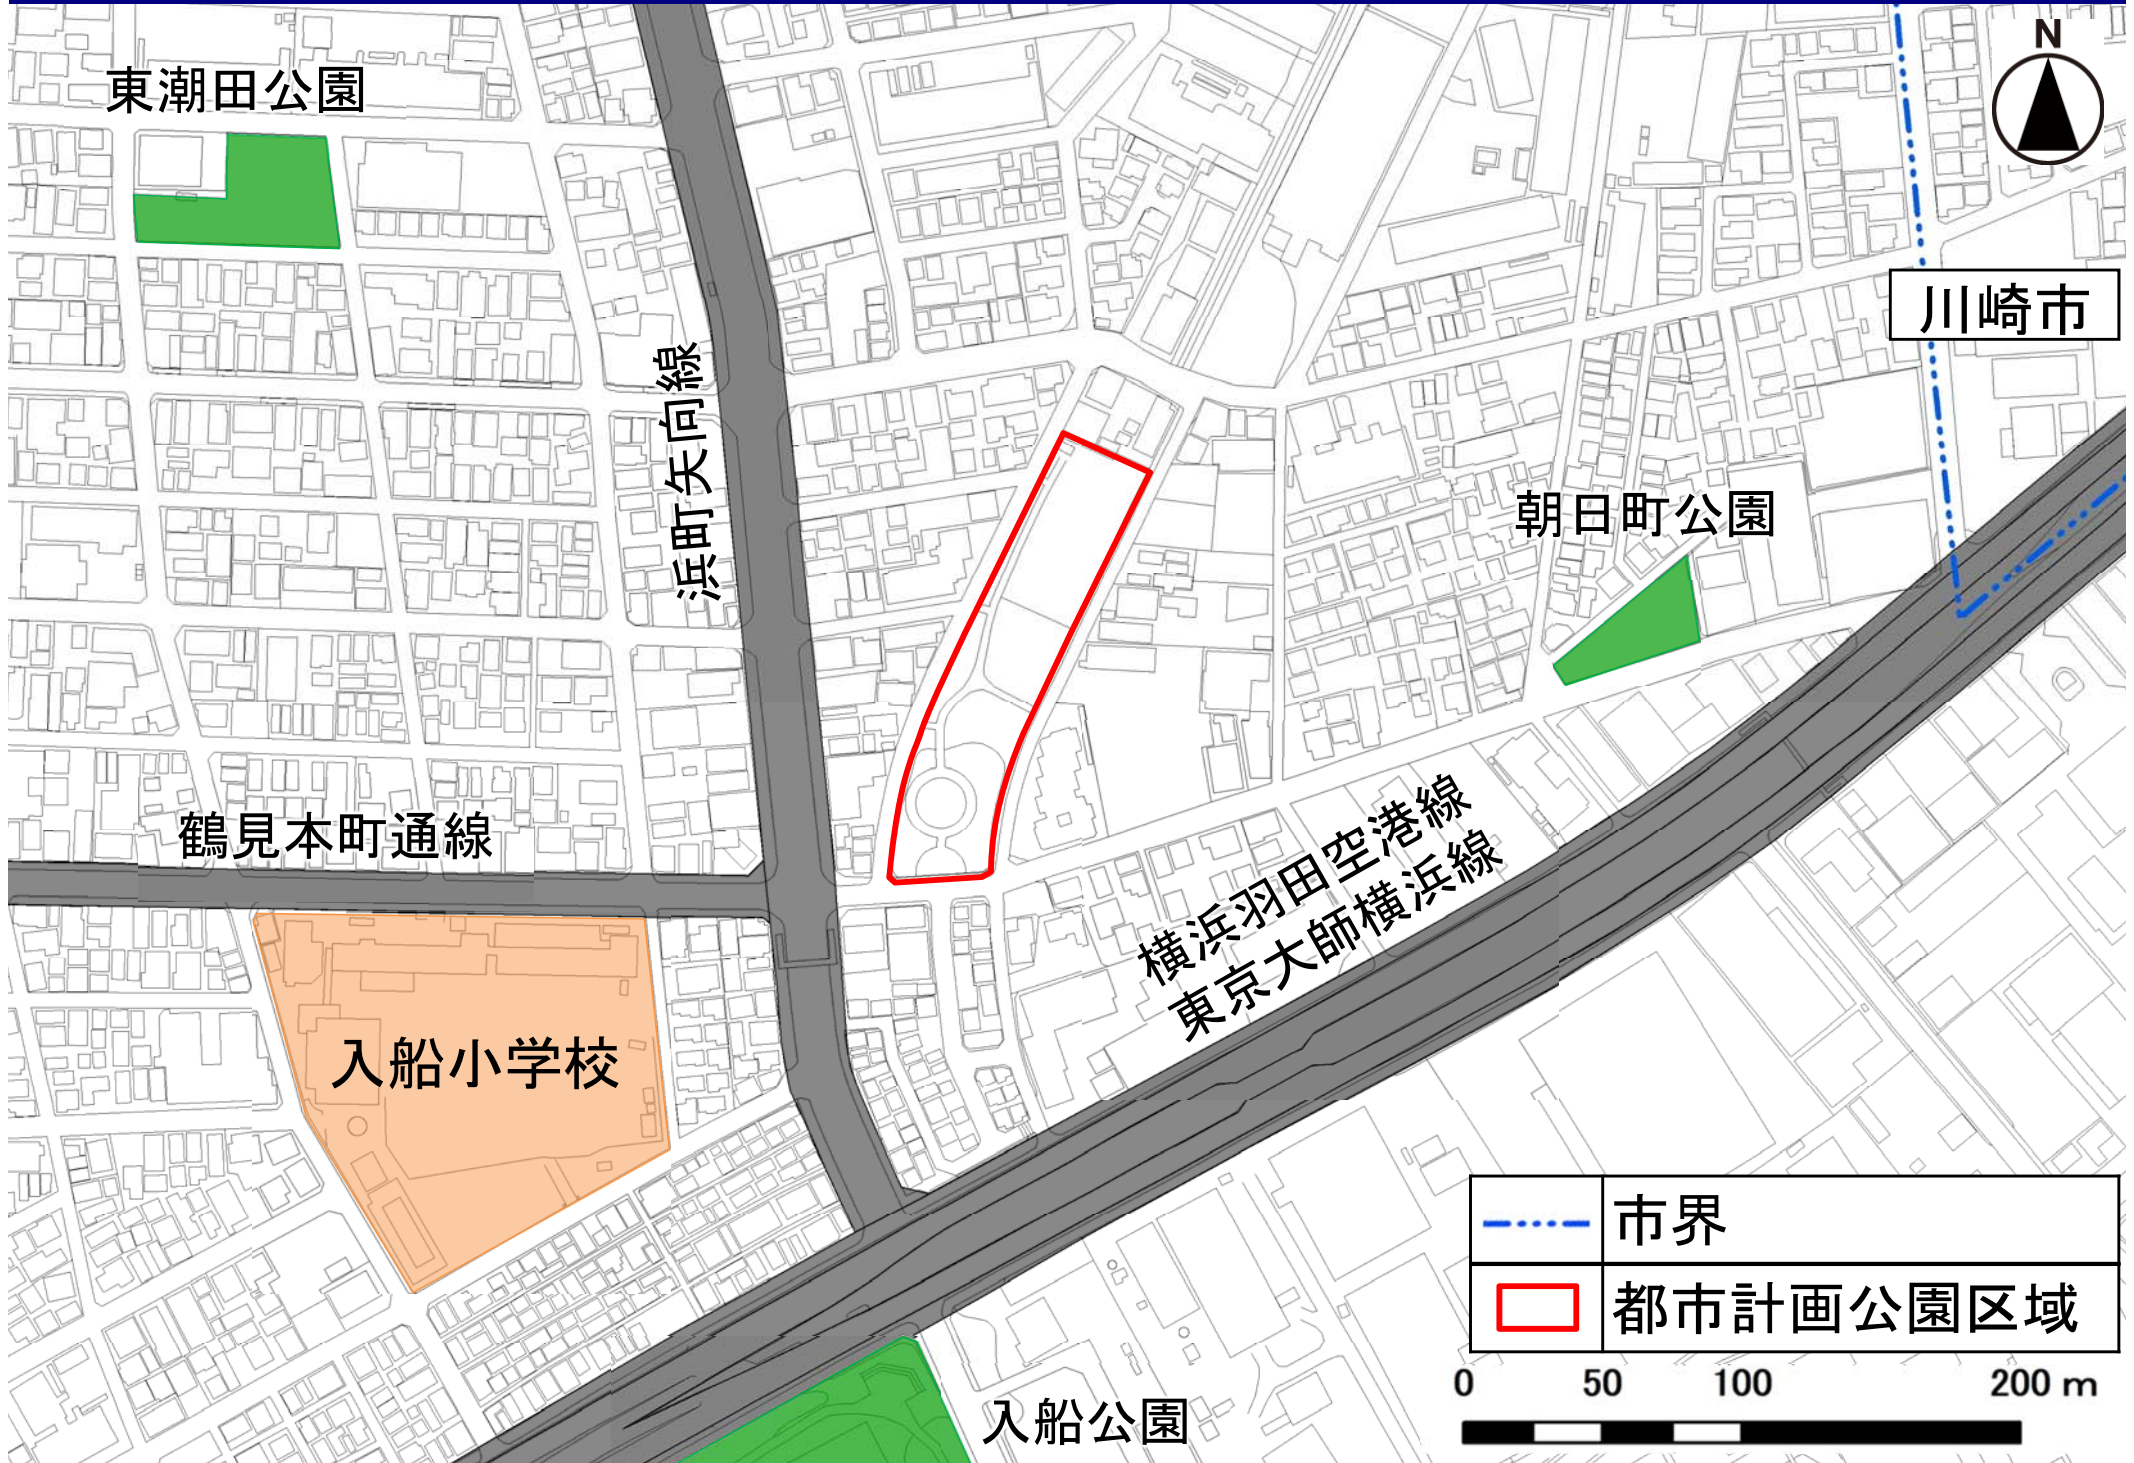 N
東潮田公園
川崎市
浜町矢向線
朝日町公園
鶴見本町通線
横浜羽田空港線
東京大師横浜線
入船小学校
市界
都市計画公園区域
0 50 100 200 m
入船公園